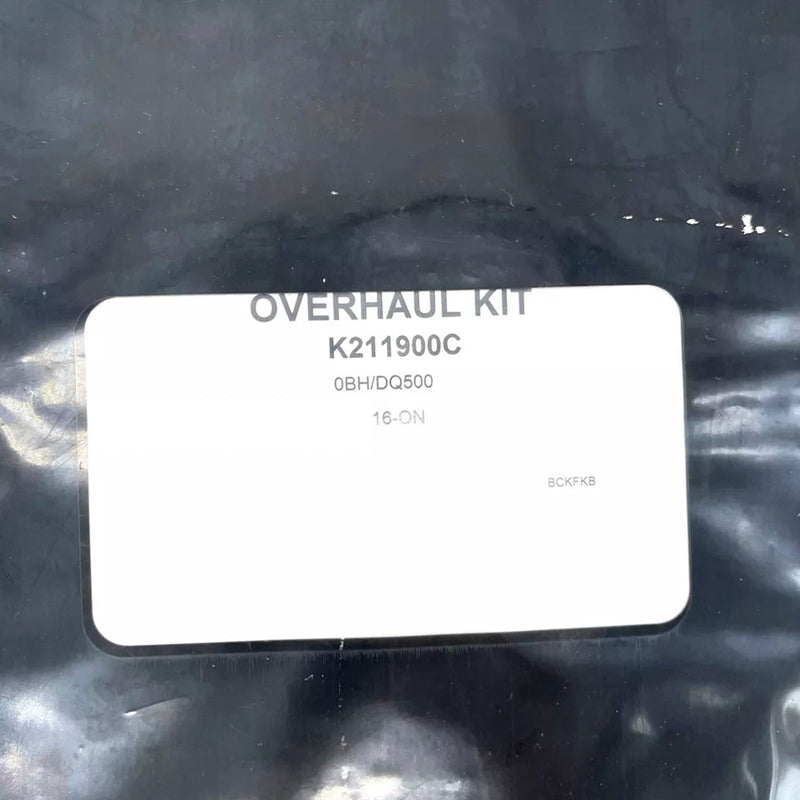 OVERHAUL KIT
K211900C
0BH/DQ500
16-ON
BCKFKB